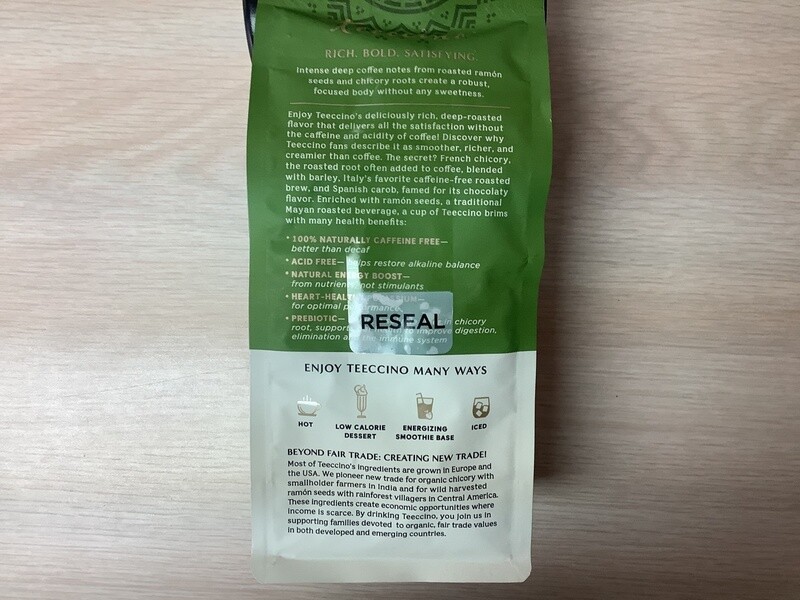 RICH. BOLD. SATISFYING.
Intense deep coffee notes from roasted ramón
seeds and chicory roots create a robust,
focused body without any sweetness.
Enjoy Teeccino's deliciously rich, deep-roasted
flavor that delivers all the satisfaction without
the caffeine and acidity of coffee! Discover why
Teeccino fans describe it as smoother, richer, and
creamier than coffee. The secret? French chicory,
the roasted root often added to coffee, blended
with barley, Italy's favorite caffeine-free roasted
brew, and Spanish carob, famed for its chocolaty
flavor. Enriched with ramón seeds, a traditional
Mayan roasted beverage, a cup of Teeccino brims
with many health benefits:
• 100% NATURALLY CAFFEINE FREE—
better than decaf
• ACID FREE— helps restore alkaline balance
• NATURAL ENERGY BOOST—
from nutrients not stimulants
• HEART-HEALTHY
for optimal performance
• PREBIOTIC— in chicory
root, support to improve digestion,
elimination the immune system
RESEAL
ENJOY TEECCINO MANY WAYS
HOT
LOW CALORIE
DESSERT
ENERGIZING
SMOOTHIE BASE
ICED
BEYOND FAIR TRADE: CREATING NEW TRADE!
Most of Teeccino's ingredients are grown in Europe and
the USA. We pioneer new trade for organic chicory with
smallholder farmers in India and for wild harvested
ramón seeds with rainforest villagers in Central America.
These ingredients create economic opportunities where
income is scarce. By drinking Teeccino, you join us in
supporting families devoted to organic, fair trade values
in both developed and emerging countries.